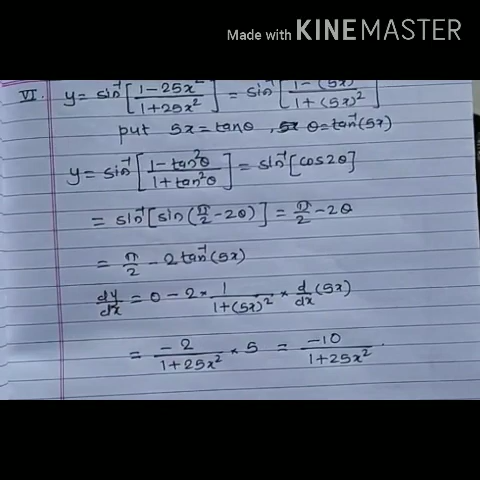 Made with KINEMASTER
VI. y = sin⁻¹[1-25x²/1+25x²] = sin⁻¹[1-(5x)²/1+(5x)²]
put 5x = tanθ , θ = tan⁻¹(5x)
y = sin⁻¹[1-tan²θ/1+tan²θ] = sin⁻¹[cos2θ]
= sin⁻¹[sin(π/2 - 2θ)] = π/2 - 2θ
= π/2 - 2tan⁻¹(5x)
dy/dx = 0 - 2 × 1/1+(5x)² × d/dx(5x)
= -2/1+25x² × 5 = -10/1+25x².